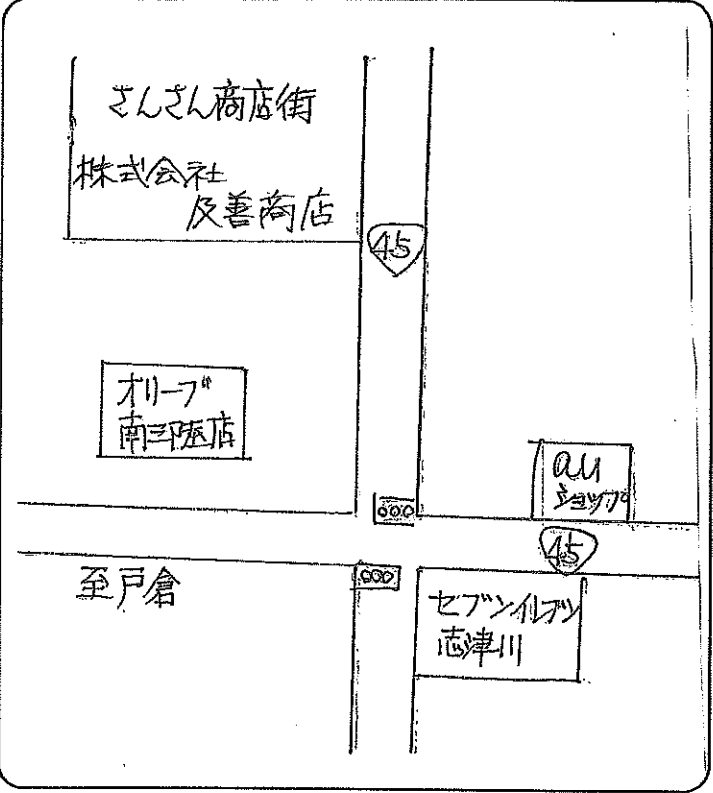 さんさん商店街
株式会社
及善商店
45
オリーブ
南三陸店
au
ショップ
45
至戸倉
セブンイレブン
志津川